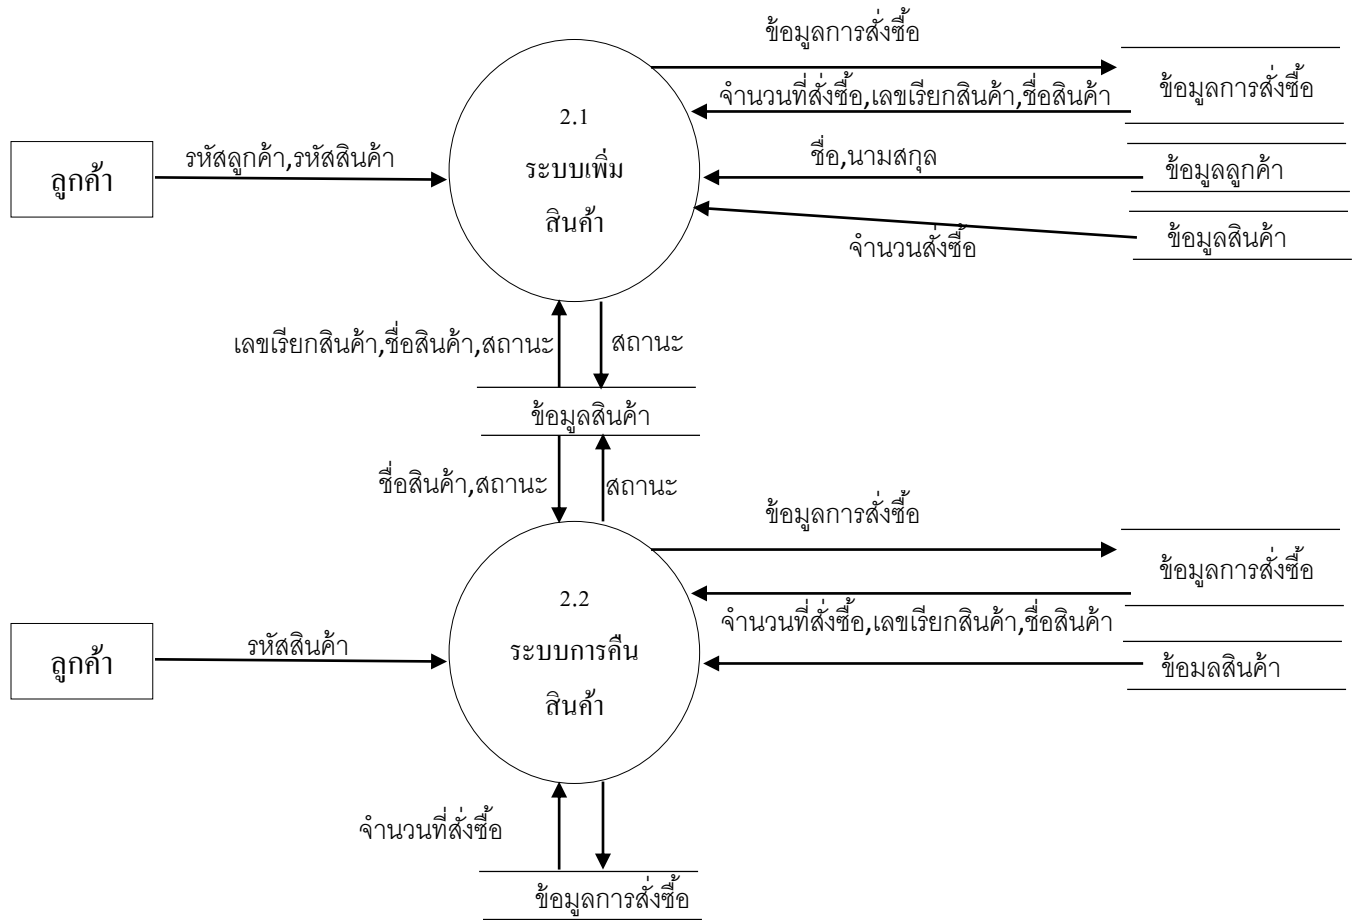 ข้อมูลการสั่งซื้อ
ข้อมูลการสั่งซื้อ
จำนวนที่สั่งซื้อ,เลขเรียกสินค้า,ชื่อสินค้า
2.1
ระบบเพิ่ม
สินค้า
ลูกค้า
รหัสลูกค้า,รหัสสินค้า
ชื่อ,นามสกุล
ข้อมูลลูกค้า
จำนวนสั่งซื้อ
ข้อมูลสินค้า
เลขเรียกสินค้า,ชื่อสินค้า,สถานะ
สถานะ
ข้อมูลสินค้า
ชื่อสินค้า,สถานะ
สถานะ
ข้อมูลการสั่งซื้อ
ข้อมูลการสั่งซื้อ
จำนวนที่สั่งซื้อ,เลขเรียกสินค้า,ชื่อสินค้า
2.2
ระบบการคืน
สินค้า
ลูกค้า
รหัสสินค้า
ข้อมลสินค้า
จำนวนที่สั่งซื้อ
ข้อมูลการสั่งซื้อ